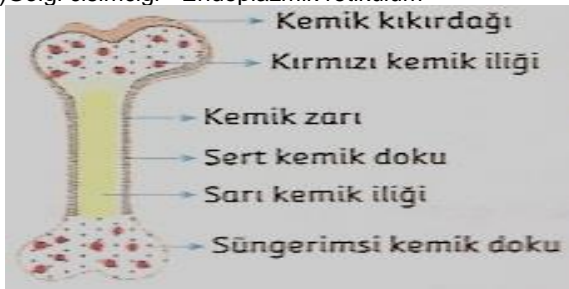 Kemik kıkırdağı
Kırmızı kemik iliği
Kemik zarı
Sert kemik doku
Sarı kemik iliği
Süngerimsi kemik doku